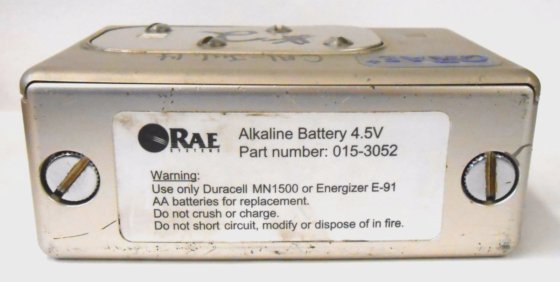 RAE
SYSTEMS
Alkaline Battery 4.5V
Part number: 015-3052
Warning:
Use only Duracell MN1500 or Energizer E-91
AA batteries for replacement.
Do not crush or charge.
Do not short circuit, modify or dispose of in fire.